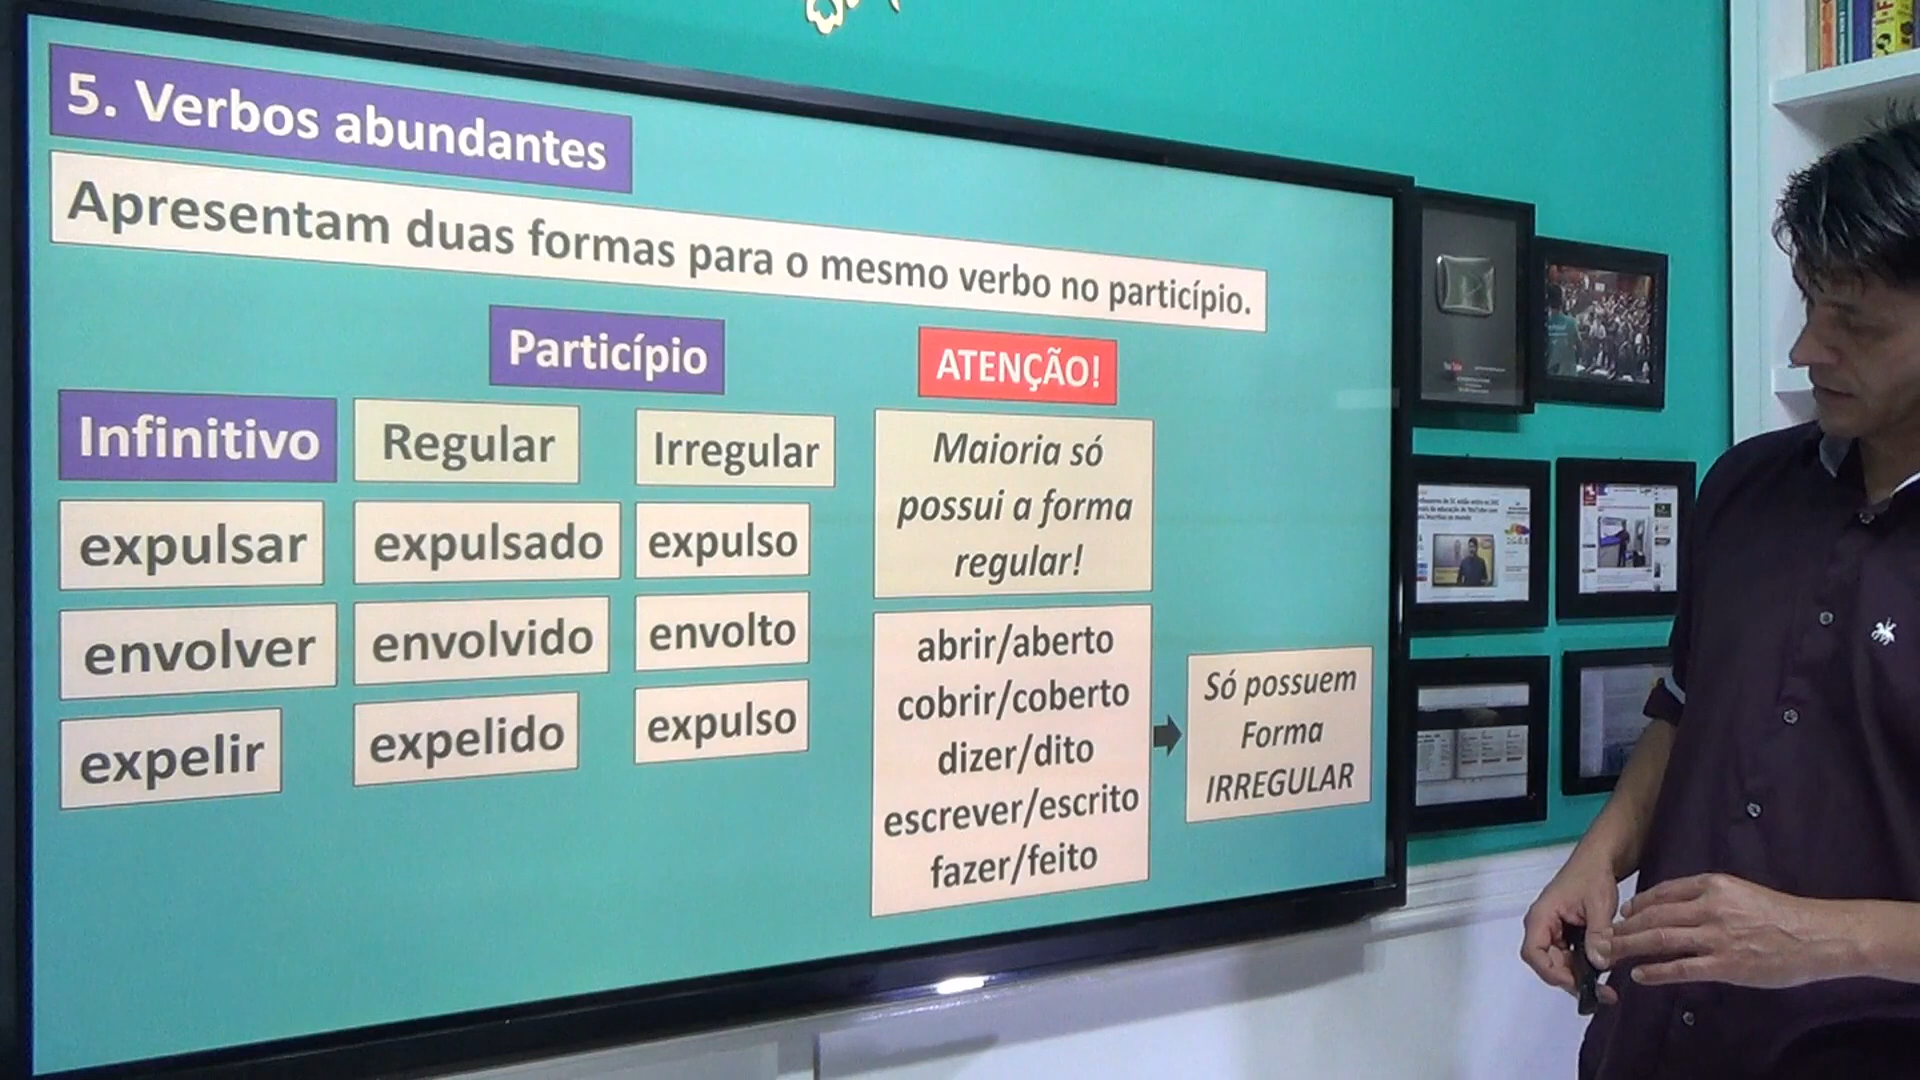 5. Verbos abundantes
Apresentam duas formas para o mesmo verbo no particípio.
Particípio
Infinitivo Regular Irregular
expulsar expulsado expulso
envolver envolvido envolto
expelir expelido expulso
ATENÇÃO!
Maioria só
possui a forma
regular!
abrir/aberto
cobrir/coberto
dizer/dito
escrever/escrito
fazer/feito
Só possuem
Forma
IRREGULAR